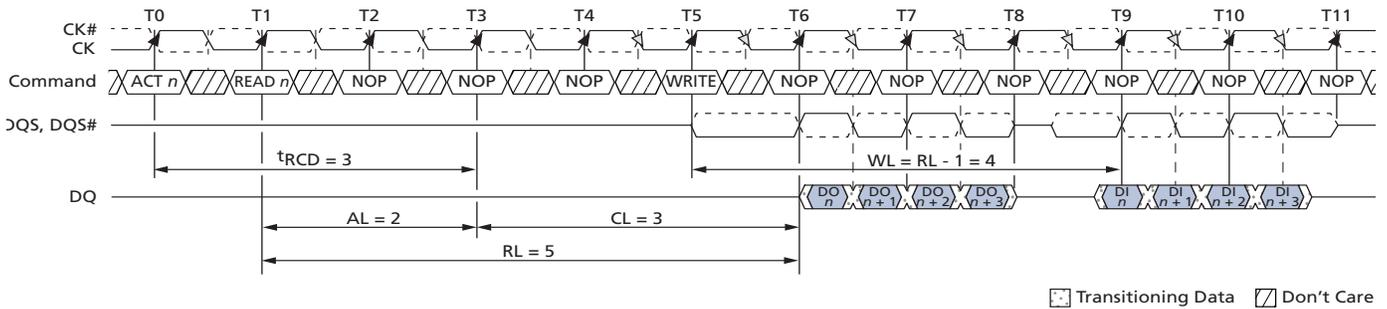 T0 T1 T2 T3 T4 T5 T6 T7 T8 T9 T10 T11
CK#
CK
Command ACT n READ n NOP NOP NOP WRITE NOP NOP NOP NOP NOP NOP
DQS, DQS#
tRCD = 3 WL = RL - 1 = 4
DQ DO n DO n + 1 DO n + 2 DO n + 3 DI n DI n + 1 DI n + 2 DI n + 3
AL = 2 CL = 3
RL = 5
Transitioning Data Don't Care